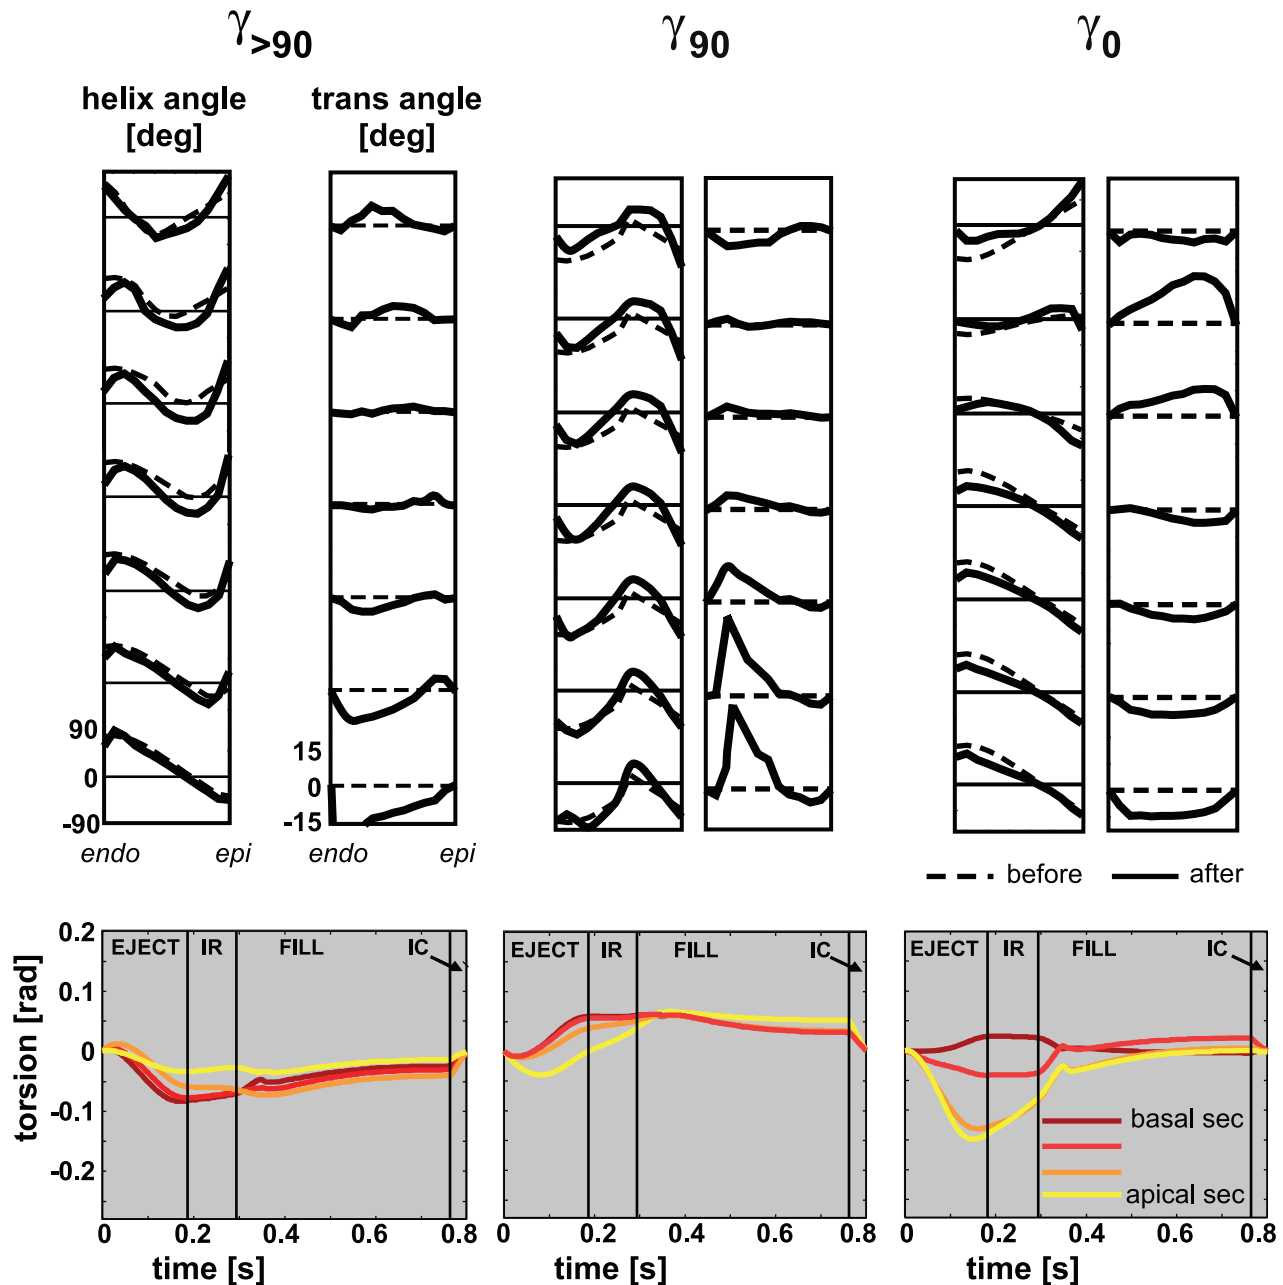 γ>90 γ90 γ0
helix angle [deg]
trans angle [deg]
90
0
-90
15
0
-15
endo epi
endo epi
before after
0.2
0.1
0
-0.1
-0.2
torsion [rad]
EJECT IR FILL IC
EJECT IR FILL IC
EJECT IR FILL IC
basal sec
apical sec
0 0.2 0.4 0.6 0.8
0 0.2 0.4 0.6 0.8
0 0.2 0.4 0.6 0.8
time [s] time [s] time [s]